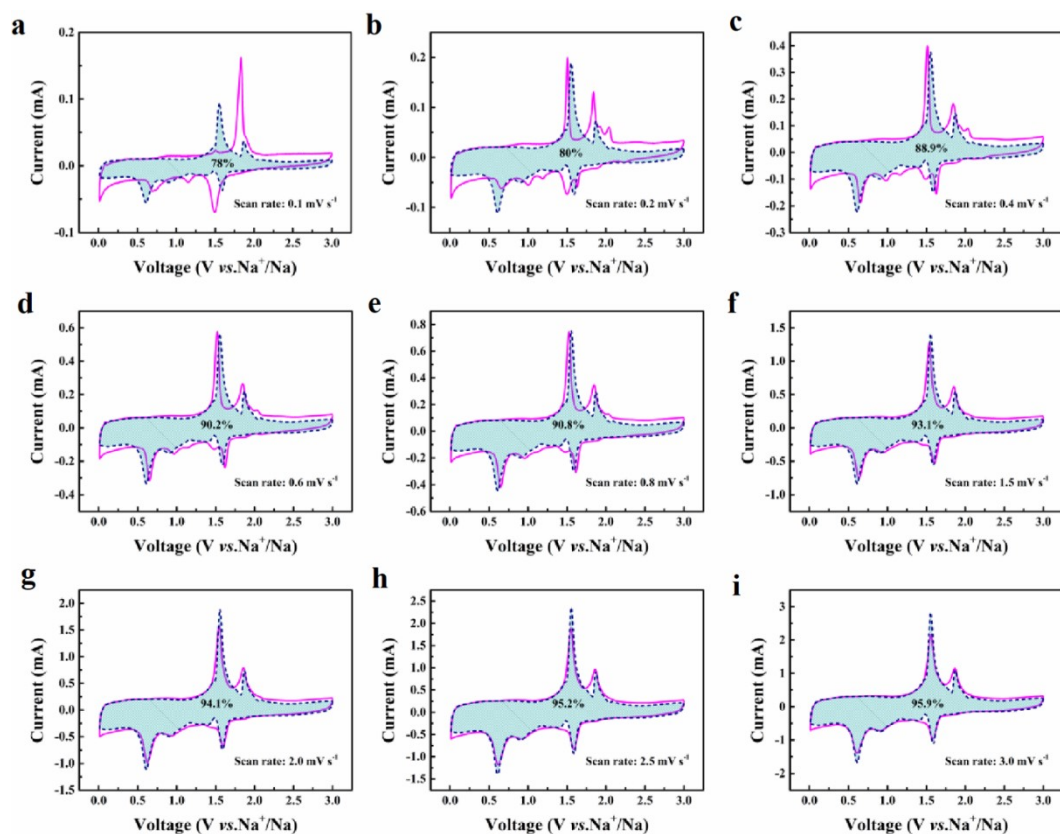 a
b
c
Current (mA)
0.2
0.1
0.0
-0.1
78%
Scan rate: 0.1 mV s⁻¹
0.0 0.5 1.0 1.5 2.0 2.5 3.0
Voltage (V vs.Na⁺/Na)
Current (mA)
0.2
0.1
0.0
-0.1
80%
Scan rate: 0.2 mV s⁻¹
0.0 0.5 1.0 1.5 2.0 2.5 3.0
Voltage (V vs.Na⁺/Na)
Current (mA)
0.4
0.3
0.2
0.1
0.0
-0.1
-0.2
-0.3
88.9%
Scan rate: 0.4 mV s⁻¹
0.0 0.5 1.0 1.5 2.0 2.5 3.0
Voltage (V vs.Na⁺/Na)
d
e
f
Current (mA)
0.6
0.4
0.2
0.0
-0.2
-0.4
90.2%
Scan rate: 0.6 mV s⁻¹
0.0 0.5 1.0 1.5 2.0 2.5 3.0
Voltage (V vs.Na⁺/Na)
Current (mA)
0.8
0.6
0.4
0.2
0.0
-0.2
-0.4
-0.6
90.8%
Scan rate: 0.8 mV s⁻¹
0.0 0.5 1.0 1.5 2.0 2.5 3.0
Voltage (V vs.Na⁺/Na)
Current (mA)
1.5
1.0
0.5
0.0
-0.5
-1.0
93.1%
Scan rate: 1.5 mV s⁻¹
0.0 0.5 1.0 1.5 2.0 2.5 3.0
Voltage (V vs.Na⁺/Na)
g
h
i
Current (mA)
2.0
1.5
1.0
0.5
0.0
-0.5
-1.0
-1.5
94.1%
Scan rate: 2.0 mV s⁻¹
0.0 0.5 1.0 1.5 2.0 2.5 3.0
Voltage (V vs.Na⁺/Na)
Current (mA)
2.5
2.0
1.5
1.0
0.5
0.0
-0.5
-1.0
-1.5
95.2%
Scan rate: 2.5 mV s⁻¹
0.0 0.5 1.0 1.5 2.0 2.5 3.0
Voltage (V vs.Na⁺/Na)
Current (mA)
3
2
1
0
-1
-2
95.9%
Scan rate: 3.0 mV s⁻¹
0.0 0.5 1.0 1.5 2.0 2.5 3.0
Voltage (V vs.Na⁺/Na)